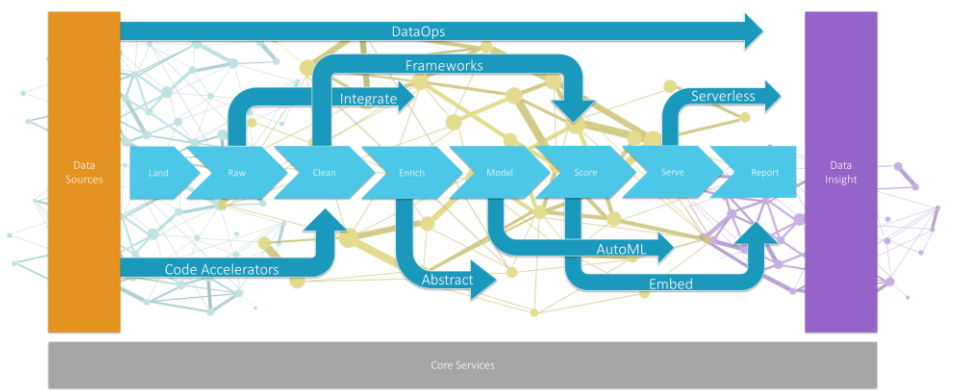 DataOps
Frameworks
Integrate
Serverless
Data
Sources
Land
Raw
Clean
Enrich
Model
Score
Serve
Report
Data
Insight
Code Accelerators
Abstract
AutoML
Embed
Core Services